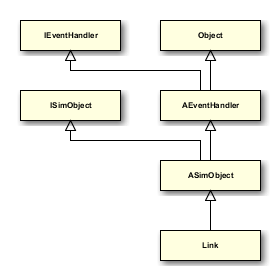 IEventHandler
Object
ISimObject
AEventHandler
ASimObject
Link